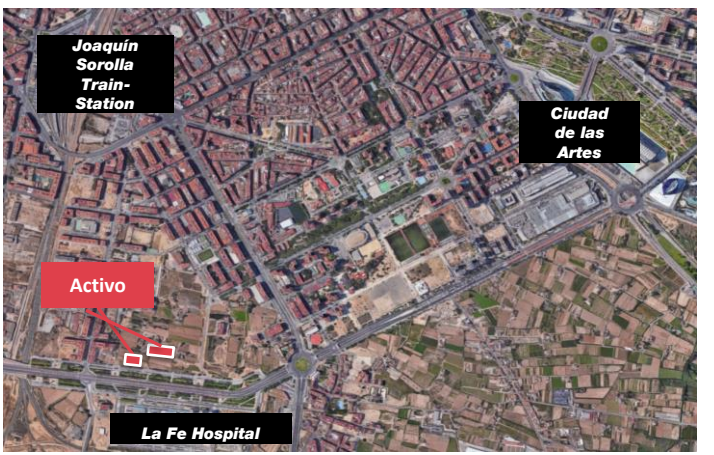 Joaquín
Sorolla
Train-
Station
Ciudad
de las
Artes
Activo
La Fe Hospital